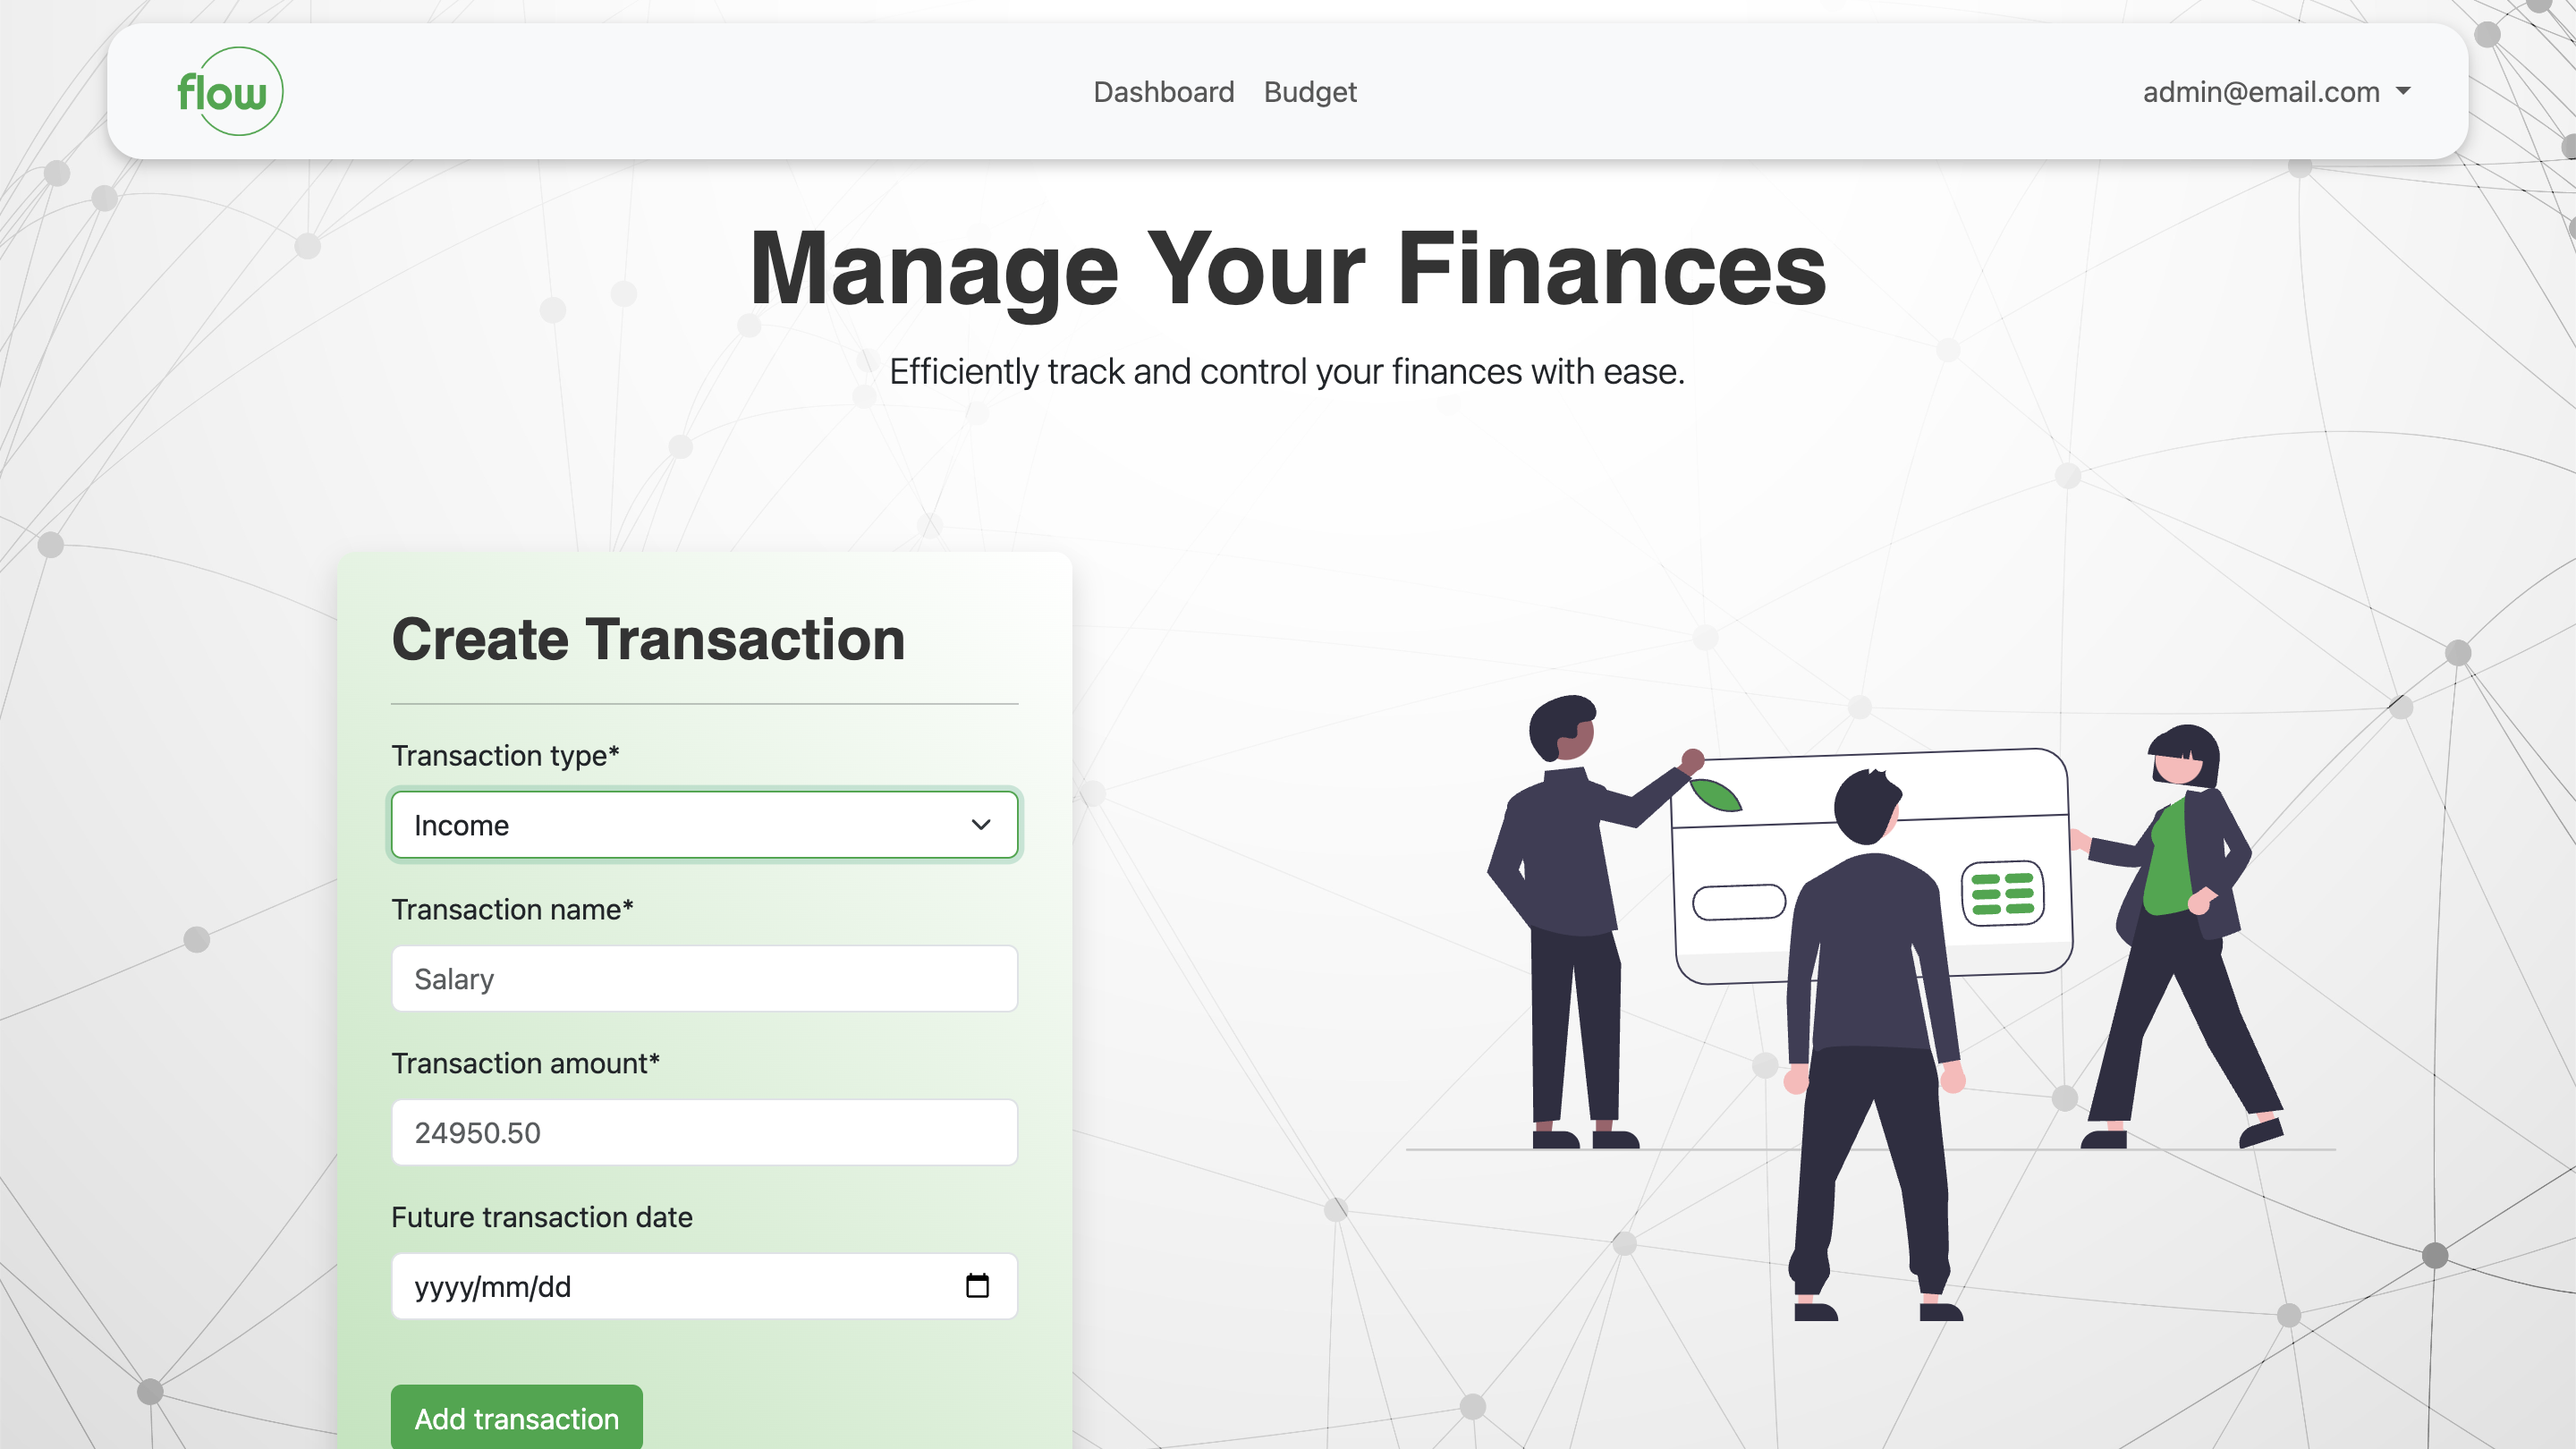 flow
Dashboard Budget
admin@email.com
Manage Your Finances
Efficiently track and control your finances with ease.
Create Transaction
Transaction type*
Income
Transaction name*
Salary
Transaction amount*
24950.50
Future transaction date
yyyy/mm/dd
Add transaction